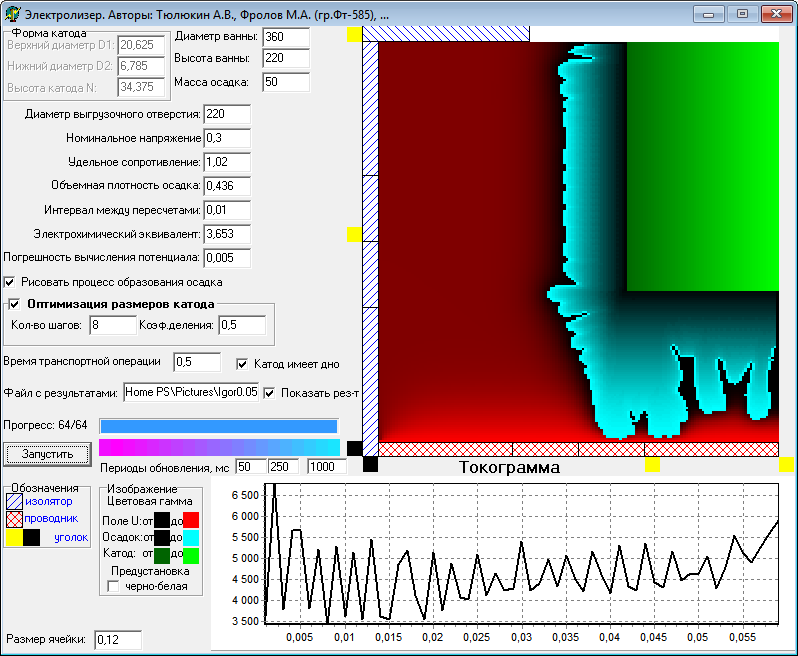 Электролизер. Авторы: Тюлюкин А.В., Фролов М.А. (гр.Фт-585), ...
Форма катода
Верхний диаметр D1: 20,625
Нижний диаметр D2: 6,785
Высота катода N: 34,375
Диаметр ванны: 360
Высота ванны: 220
Масса осадка: 50
Диаметр выгрузочного отверстия: 220
Номинальное напряжение 0,3
Удельное сопротивление: 1,02
Объемная плотность осадка: 0,436
Интервал между пересчетами: 0,01
Электрохимический эквивалент: 3,653
Погрешность вычисления потенциала: 0,005
Рисовать процесс образования осадка
Оптимизация размеров катода
Кол-во шагов: 8 Коэф.деления: 0,5
Время транспортной операции 0,5 Катод имеет дно
Файл с результатами: Home PS\Pictures\Igor0.05 Показать рез-т
Прогресс: 64/64
Запустить
Периоды обновления, мс 50 250 1000
Обозначения
изолятор
проводник
уголок
Изображение
Цветовая гамма
Поле U: от до
Осадок: от до
Катод: от до
Предустановка
черно-белая
Размер ячейки: 0,12
Токограмма
6 500
6 000
5 500
5 000
4 500
4 000
3 500
0,005 0,01 0,015 0,02 0,025 0,03 0,035 0,04 0,045 0,05 0,055